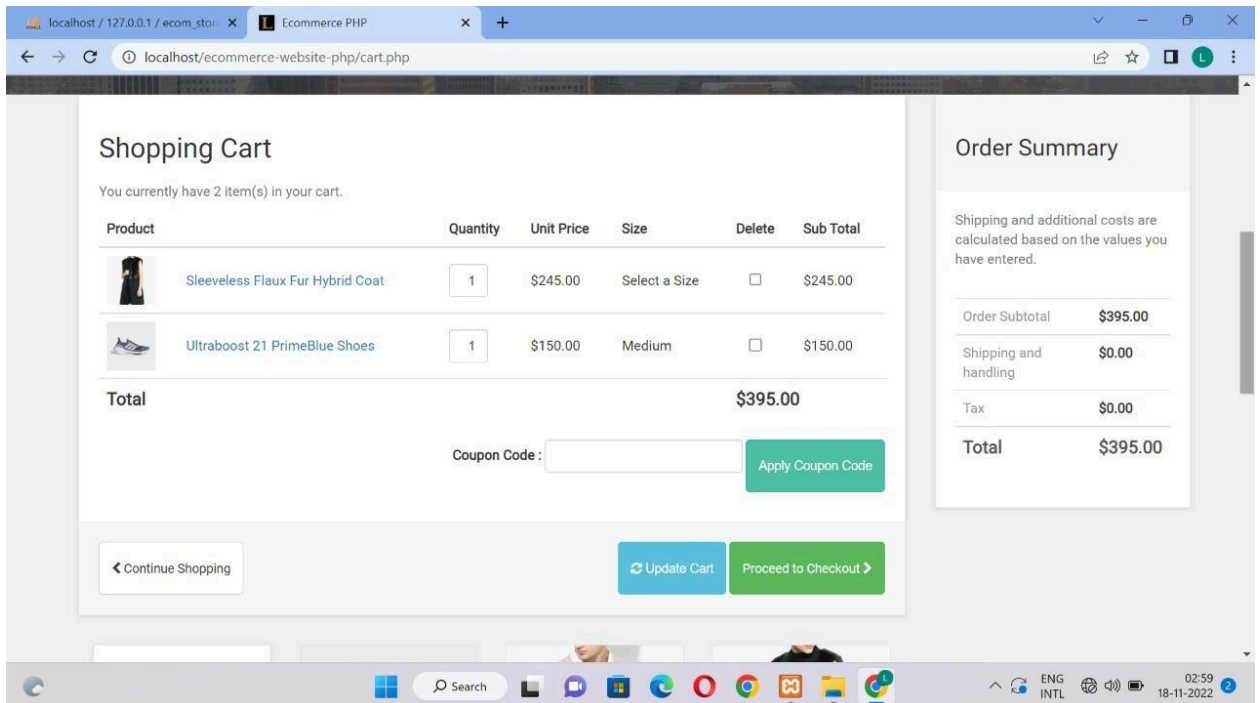 localhost / 127.0.0.1 / ecom_stor
Ecommerce PHP
localhost/ecommerce-website-php/cart.php
L
Shopping Cart
You currently have 2 item(s) in your cart.
Product Quantity Unit Price Size Delete Sub Total
Sleeveless Flaux Fur Hybrid Coat 1 $245.00 Select a Size $245.00
Ultraboost 21 PrimeBlue Shoes 1 $150.00 Medium $150.00
Total $395.00
Coupon Code : Apply Coupon Code
Continue Shopping Update Cart Proceed to Checkout
Order Summary
Shipping and additional costs are
calculated based on the values you
have entered.
Order Subtotal $395.00
Shipping and $0.00
handling
Tax $0.00
Total $395.00
Search
L
ENG
INTL
02:59
18-11-2022
2